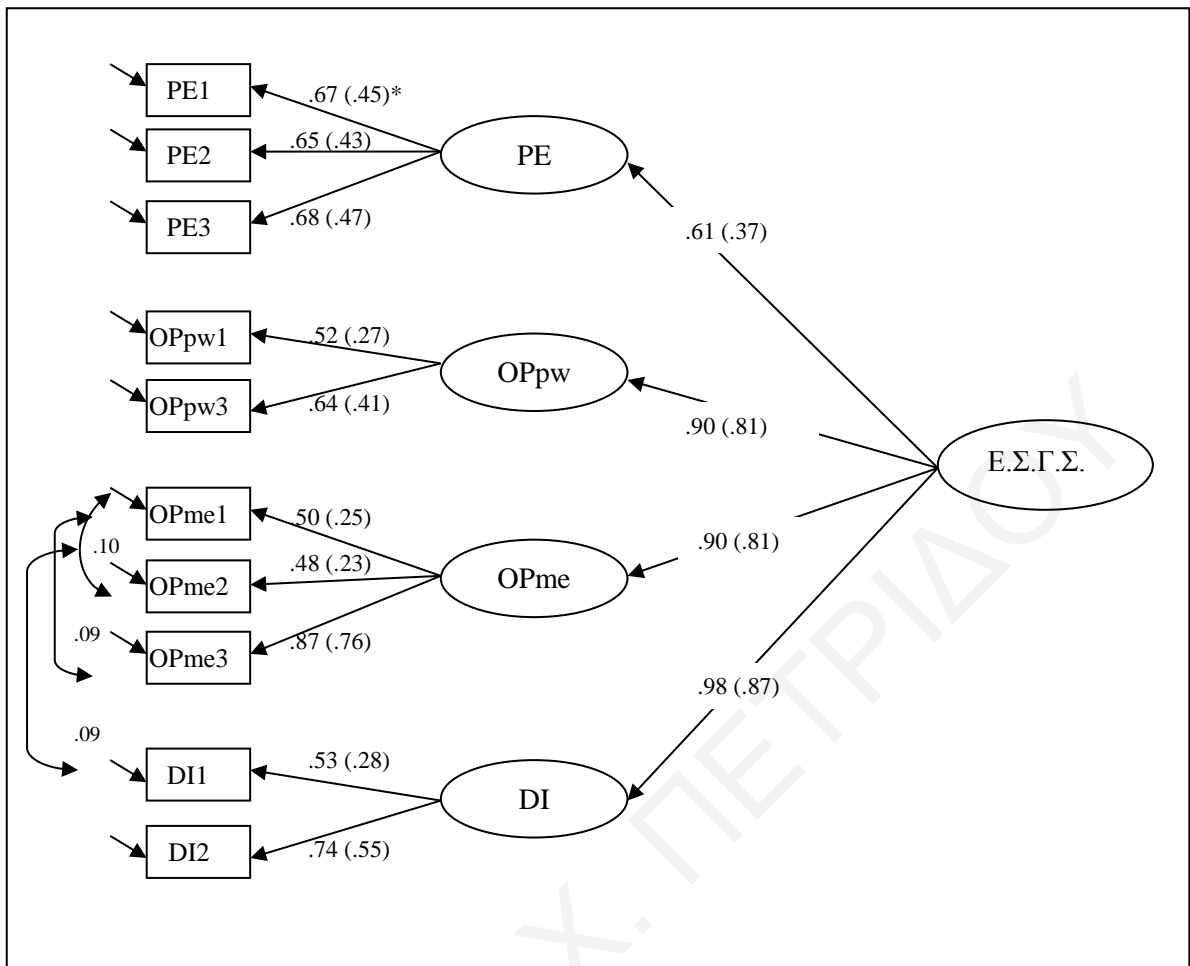 PE1
.67 (.45)*
PE2
.65 (.43)
PE
PE3
.68 (.47)
.61 (.37)
OPpw1
.52 (.27)
OPpw
OPpw3
.64 (.41)
.90 (.81)
Ε.Σ.Γ.Σ.
OPme1
.50 (.25)
.10
.90 (.81)
OPme2
.48 (.23)
OPme
.09
OPme3
.87 (.76)
.98 (.87)
.09
DI1
.53 (.28)
DI
DI2
.74 (.55)
Χ. ΠΕΤΡΙΔΟΥ